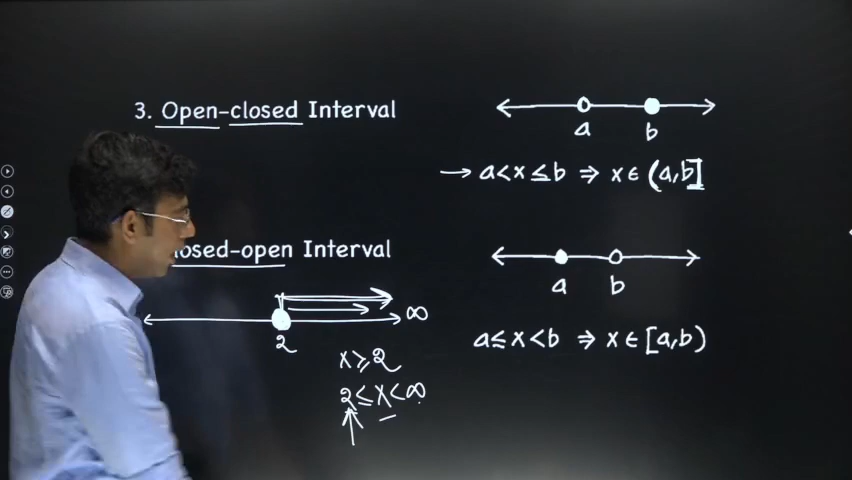 3. Open-closed Interval
a b
→ a<x≤b ⇒ x∈(a,b]
losed-open Interval
a b
a≤x<b ⇒ x∈[a,b)
∞
2
x≥2
2≤x<∞